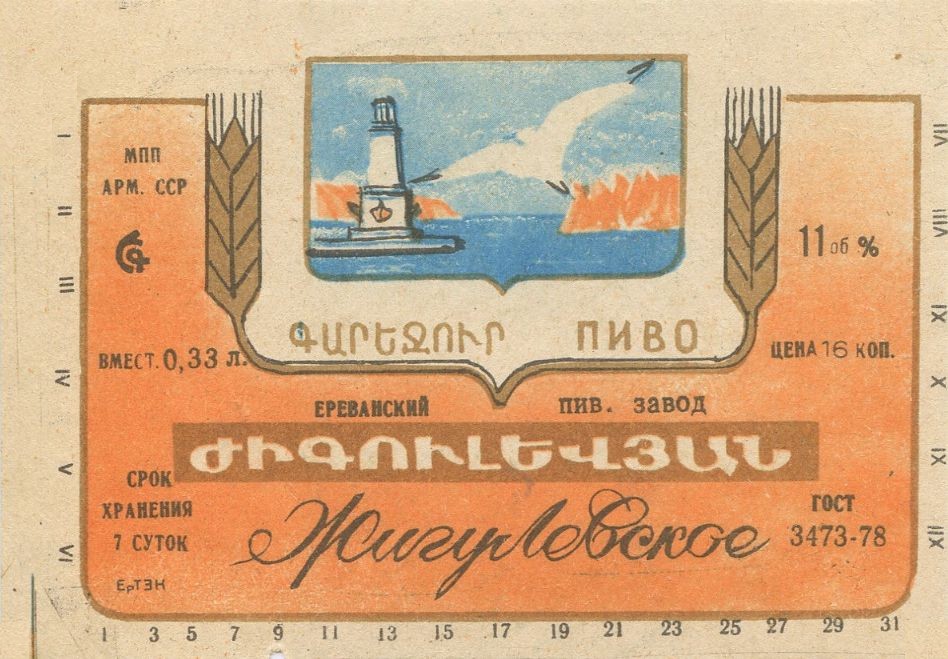 МПП
АРМ. ССР
11 об %
ԳԱՐԵՋՈՒՐ ПИВО
ВМЕСТ. 0,33 л.
ЦЕНА 16 КОП.
ЕРЕВАНСКИЙ ПИВ. ЗАВОД
ԺԻԳՈՒԼԵՎՅԱՆ
Жигулевское
СРОК
ХРАНЕНИЯ
7 СУТОК
ГОСТ
3473-78
ЕрТЭК
I
II
III
IV
V
VI
VII
VIII
IX
X
XI
XII
1 3 5 7 9 11 13 15 17 19 21 23 25 27 29 31